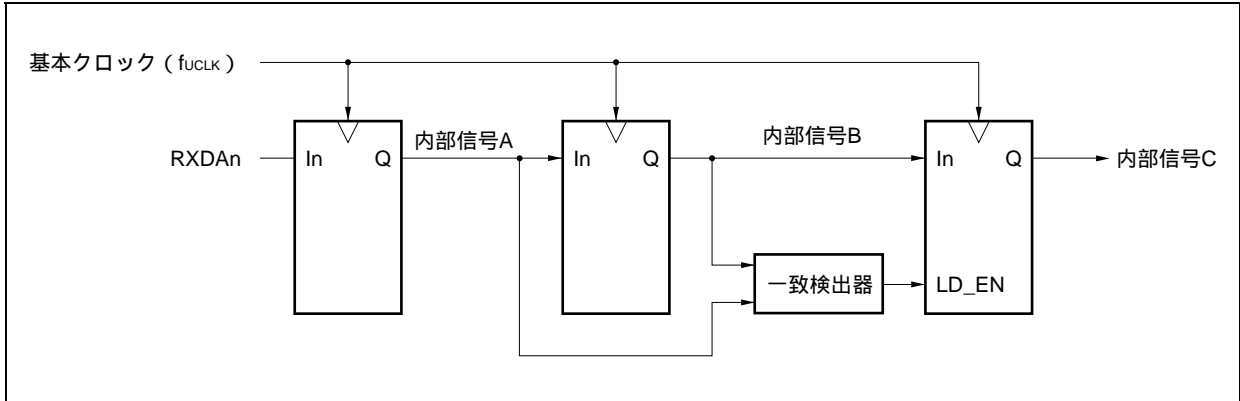 基本クロック（fUCLK）
RXDAn
In
Q
内部信号A
In
Q
内部信号B
In
Q
内部信号C
一致検出器
LD_EN